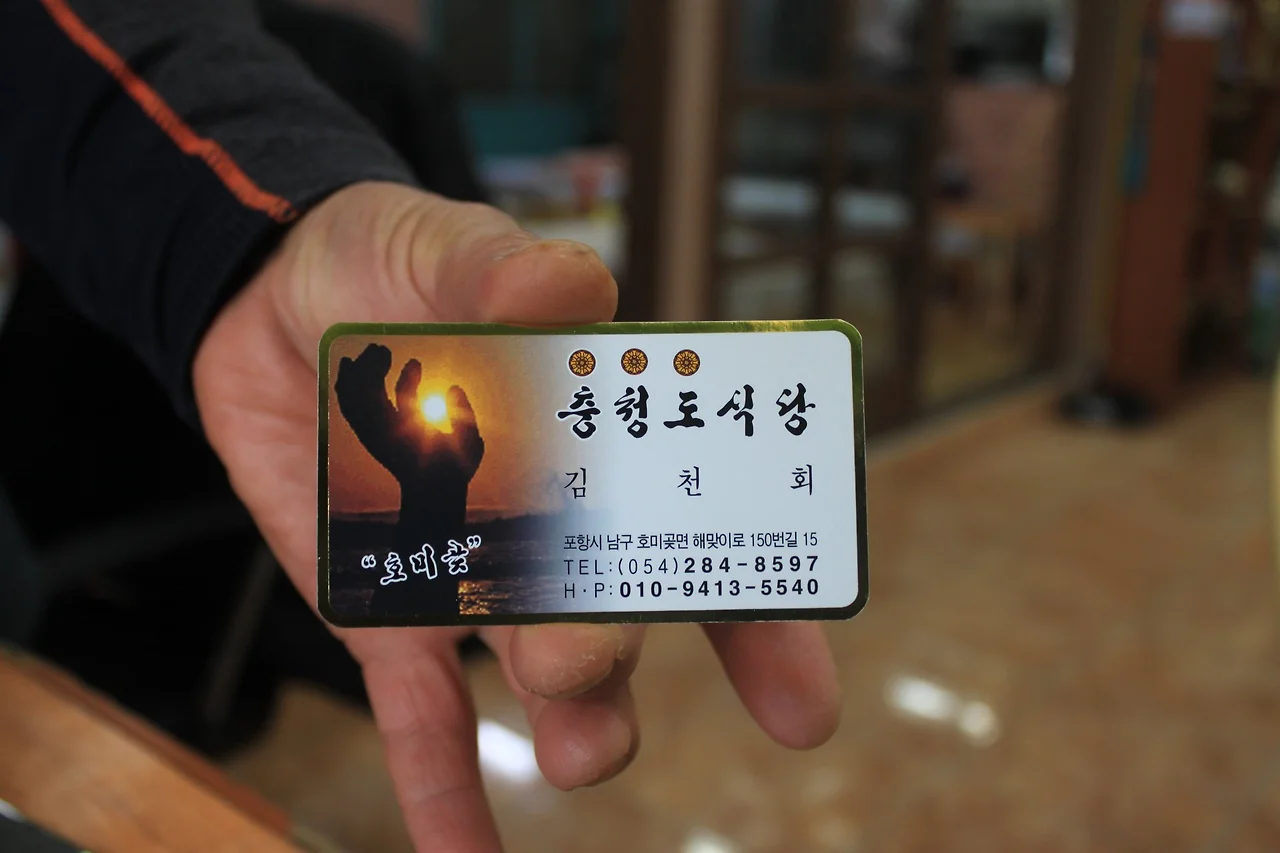 충청도식당
김 천 회
포항시 남구 호미곶면 해맞이로 150번길 15
TEL:(054)284-8597
H·P:010-9413-5540
"호미곶"